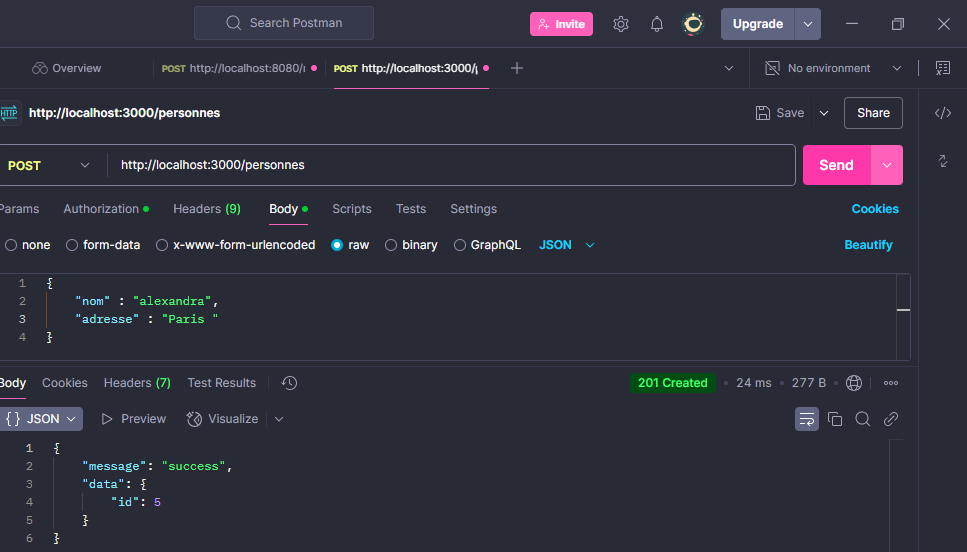 Search Postman
Invite
Upgrade
Overview
POST http://localhost:8080/
POST http://localhost:3000/
No environment
HTTP http://localhost:3000/personnes
Save
Share
POST
http://localhost:3000/personnes
Send
Params
Authorization
Headers (9)
Body
Scripts
Tests
Settings
Cookies
none
form-data
x-www-form-urlencoded
raw
binary
GraphQL
JSON
Beautify
1 {
2 "nom" : "alexandra",
3 "adresse" : "Paris "
4 }
Body
Cookies
Headers (7)
Test Results
201 Created
24 ms
277 B
{} JSON
Preview
Visualize
1 {
2 "message": "success",
3 "data": {
4 "id": 5
5 }
6 }